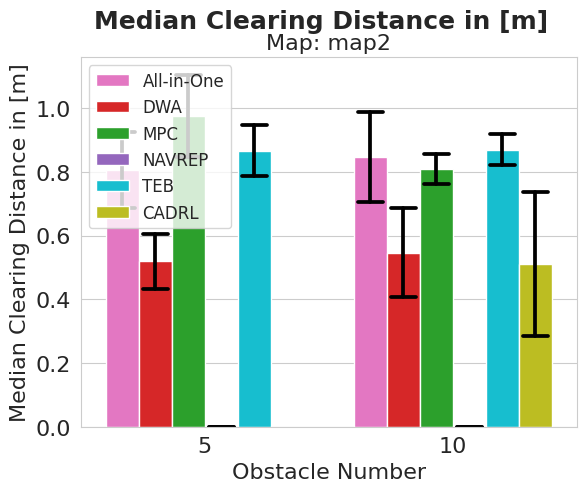 Median Clearing Distance in [m]
Map: map2
Median Clearing Distance in [m]
1.0
0.8
0.6
0.4
0.2
0.0
All-in-One
DWA
MPC
NAVREP
TEB
CADRL
5
10
Obstacle Number